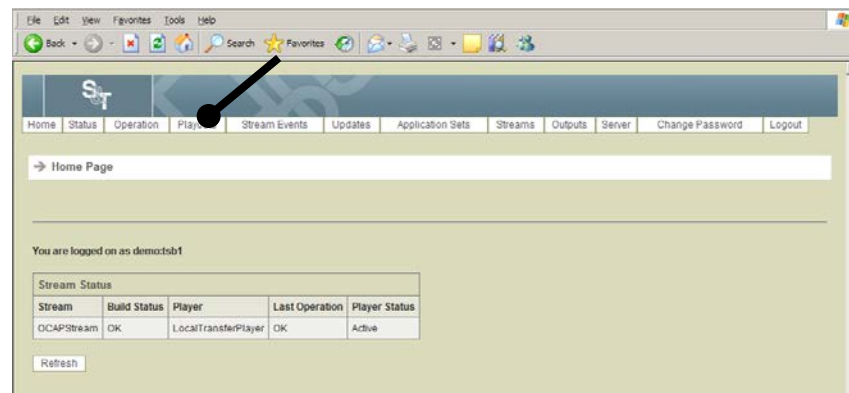 File Edit View Favorites Tools Help
Back Search Favorites
S&T
Home Status Operation Stream Events Updates Application Sets Streams Outputs Server Change Password Logout
Home Page
You are logged on as demo:tsb1
Stream Status
Stream Build Status Player Last Operation Player Status
OCAPStream OK LocalTransferPlayer OK Active
Refresh